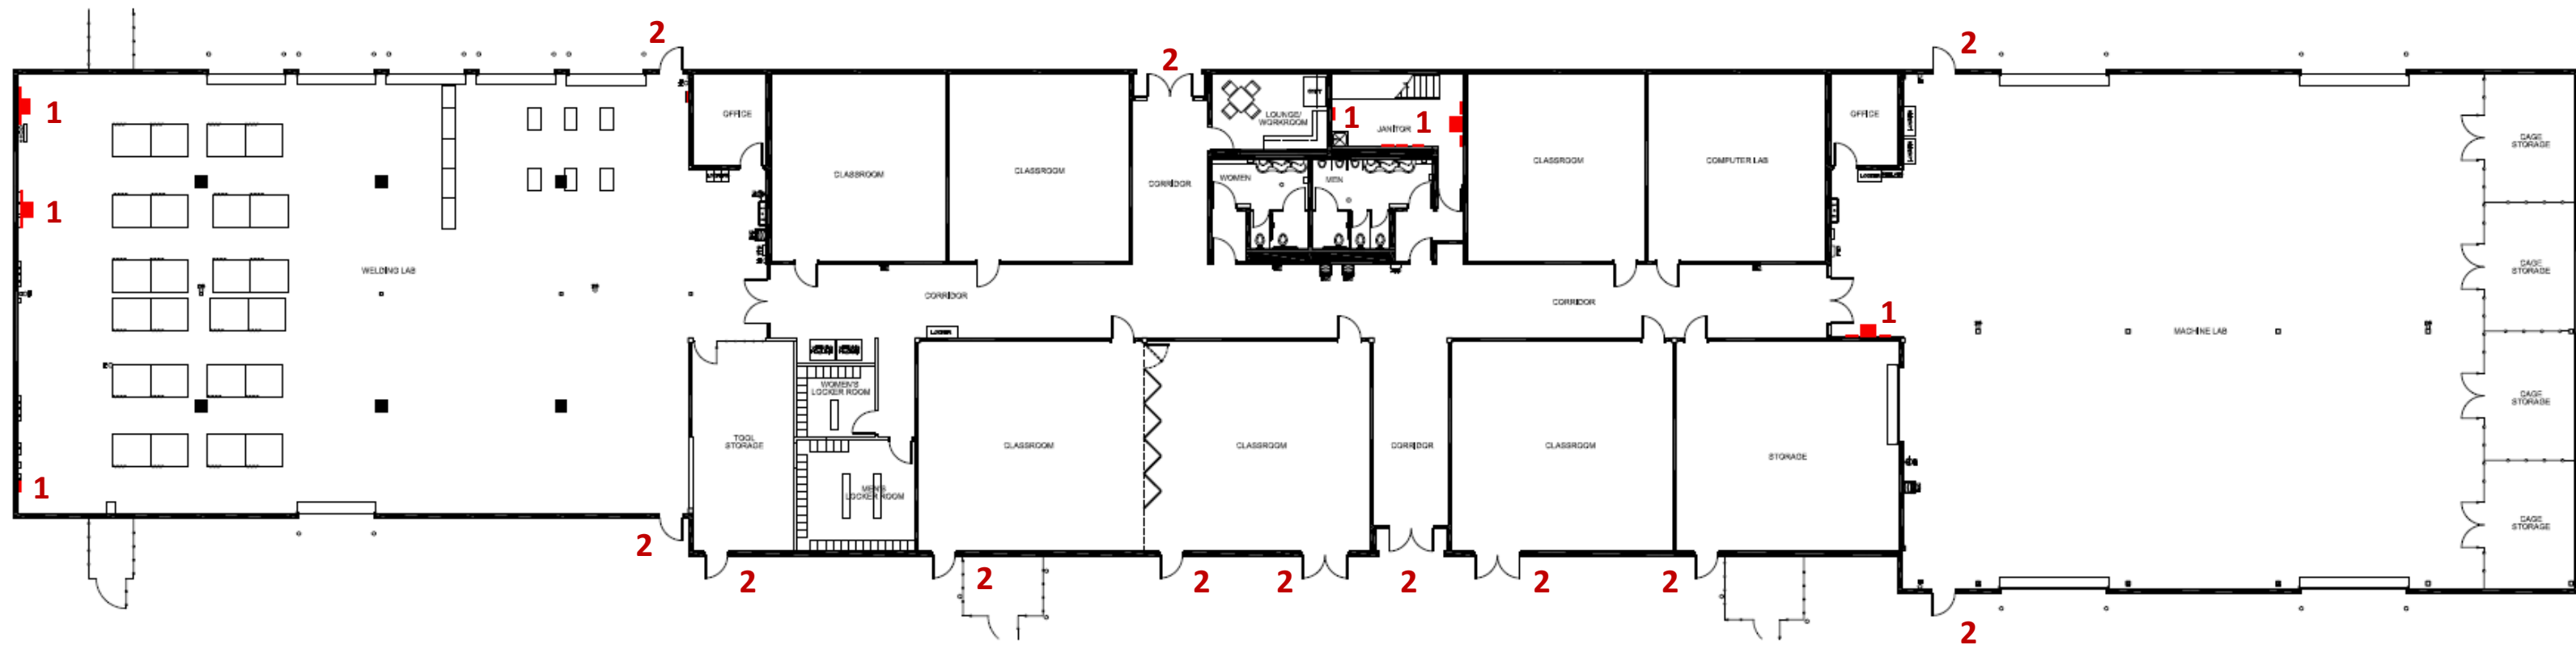 2
2
2
1
1
1
1
OFFICE
LOUNGE/
WORKROOM
JANITOR
OFFICE
CAGE
STORAGE
CLASSROOM
CLASSROOM
CORRIDOR
WOMEN
MEN
CLASSROOM
COMPUTER LAB
WELDING LAB
CAGE
STORAGE
CORRIDOR
CORRIDOR
1
MACHINE LAB
WOMEN'S
LOCKER ROOM
CAGE
STORAGE
TOOL
STORAGE
CLASSROOM
CLASSROOM
CORRIDOR
CLASSROOM
STORAGE
1
MEN'S
LOCKER ROOM
CAGE
STORAGE
2
2
2
2
2
2
2
2
2